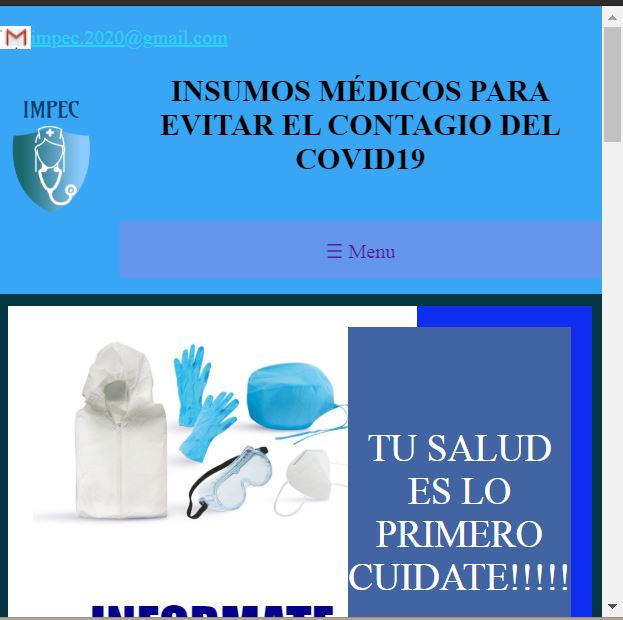 impec.2020@gmail.com
IMPEC
INSUMOS MÉDICOS PARA
EVITAR EL CONTAGIO DEL
COVID19
☰ Menu
TU SALUD
ES LO
PRIMERO
CUIDATE!!!!!
INFORMATE